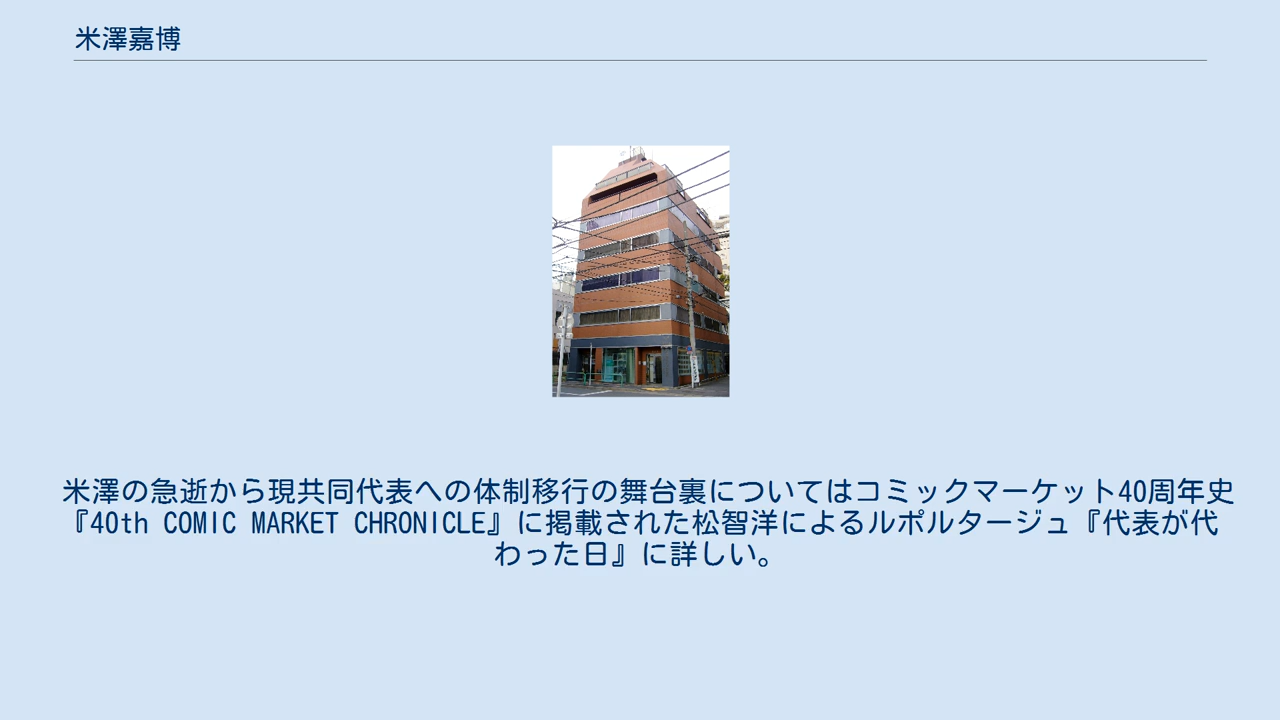 米澤嘉博
米澤の急逝から現共同代表への体制移行の舞台裏についてはコミックマーケット40周年史
『40th COMIC MARKET CHRONICLE』に掲載された松智洋によるルポルタージュ『代表が代
わった日』に詳しい。